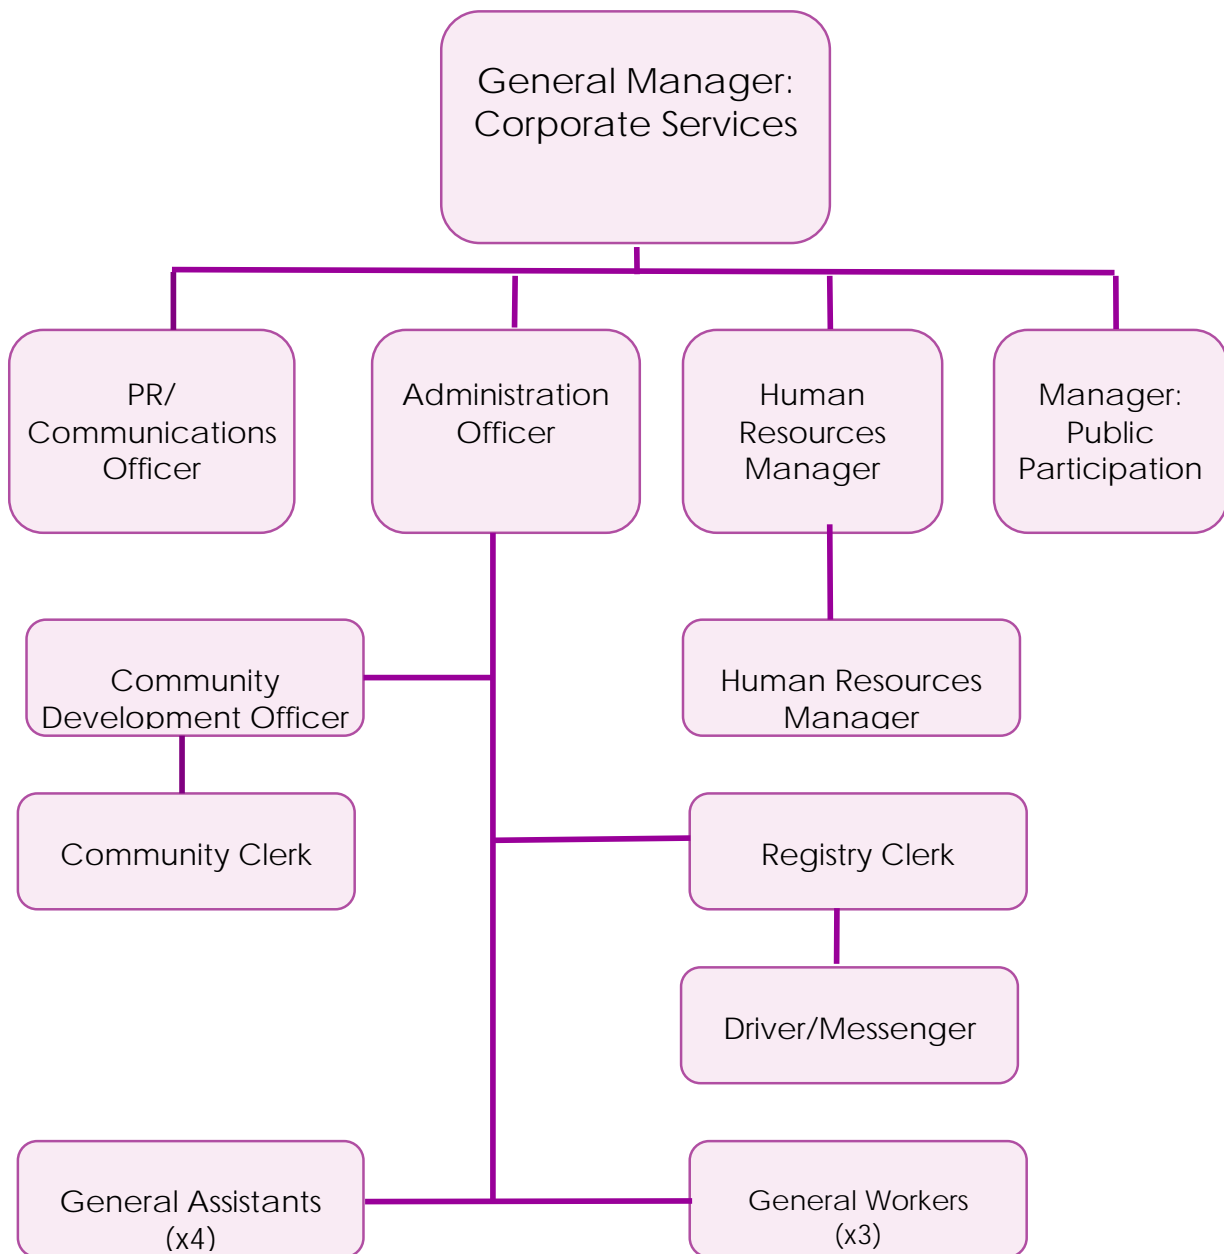 General Manager:
Corporate Services
PR/
Communications
Officer
Administration
Officer
Human
Resources
Manager
Manager:
Public
Participation
Community
Development Officer
Human Resources
Manager
Community Clerk
Registry Clerk
Driver/Messenger
General Assistants
(x4)
General Workers
(x3)